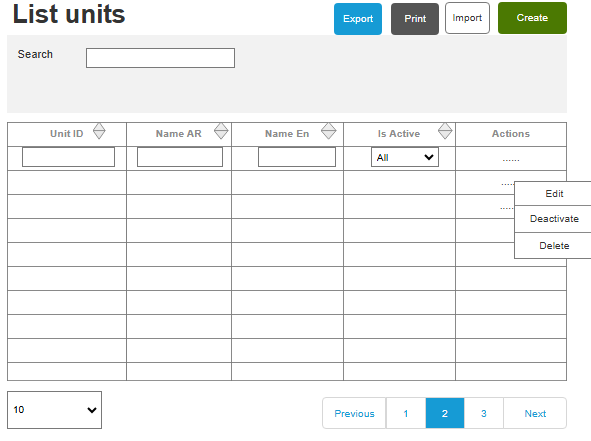 List units
Export Print Import Create
Search
Unit ID Name AR Name En Is Active Actions
All ......
....
.....
Edit
Deactivate
Delete
10
Previous 1 2 3 Next